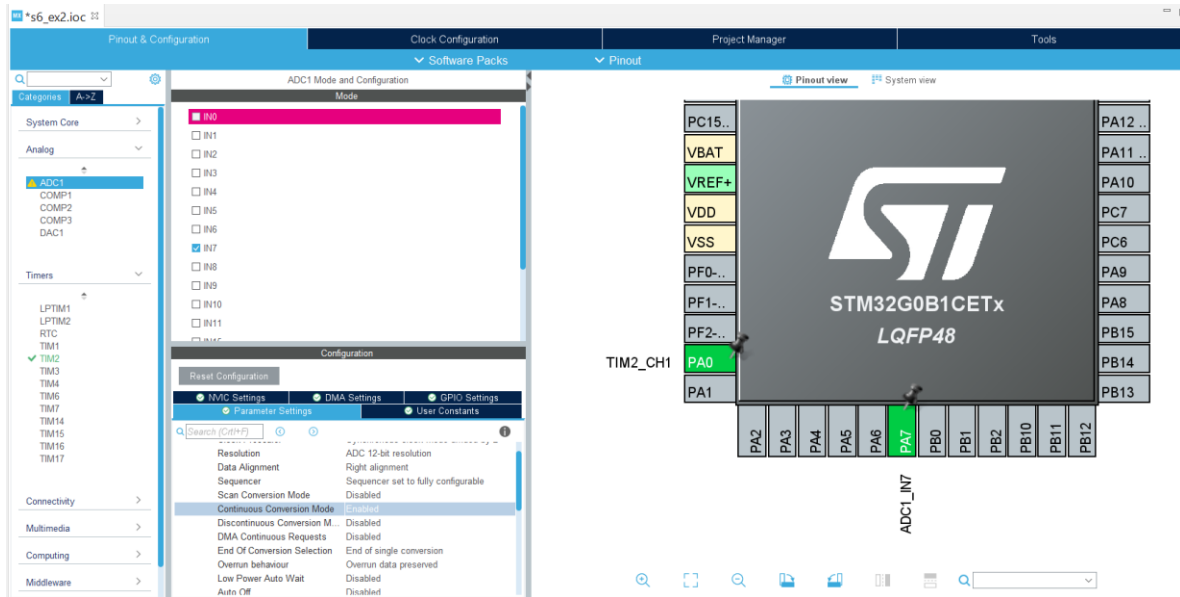 *s6_ex2.ioc
Pinout & Configuration
Clock Configuration
Project Manager
Tools
Software Packs
Pinout
Categories
A->Z
System Core
Analog
ADC1
COMP1
COMP2
COMP3
DAC1
Timers
LPTIM1
LPTIM2
RTC
TIM1
TIM2
TIM3
TIM4
TIM6
TIM7
TIM14
TIM15
TIM16
TIM17
Connectivity
Multimedia
Computing
Middleware
ADC1 Mode and Configuration
Mode
IN0
IN1
IN2
IN3
IN4
IN5
IN6
IN7
IN8
IN9
IN10
IN11
Configuration
Reset Configuration
NVIC Settings
DMA Settings
GPIO Settings
Parameter Settings
User Constants
Search (Crtl+F)
Resolution ADC 12-bit resolution
Data Alignment Right alignment
Sequencer Sequencer set to fully configurable
Scan Conversion Mode Disabled
Continuous Conversion Mode Enabled
Discontinuous Conversion M... Disabled
DMA Continuous Requests Disabled
End Of Conversion Selection End of single conversion
Overrun behaviour Overrun data preserved
Low Power Auto Wait Disabled
Auto Off Disabled
Pinout view
System view
PC15..
VBAT
VREF+
VDD
VSS
PF0-..
PF1-..
PF2-..
TIM2_CH1
PA0
PA1
ST
STM32G0B1CETx
LQFP48
PA12 ..
PA11 ..
PA10
PC7
PC6
PA9
PA8
PB15
PB14
PB13
PA2
PA3
PA4
PA5
PA6
PA7
PB0
PB1
PB2
PB10
PB11
PB12
ADC1_IN7